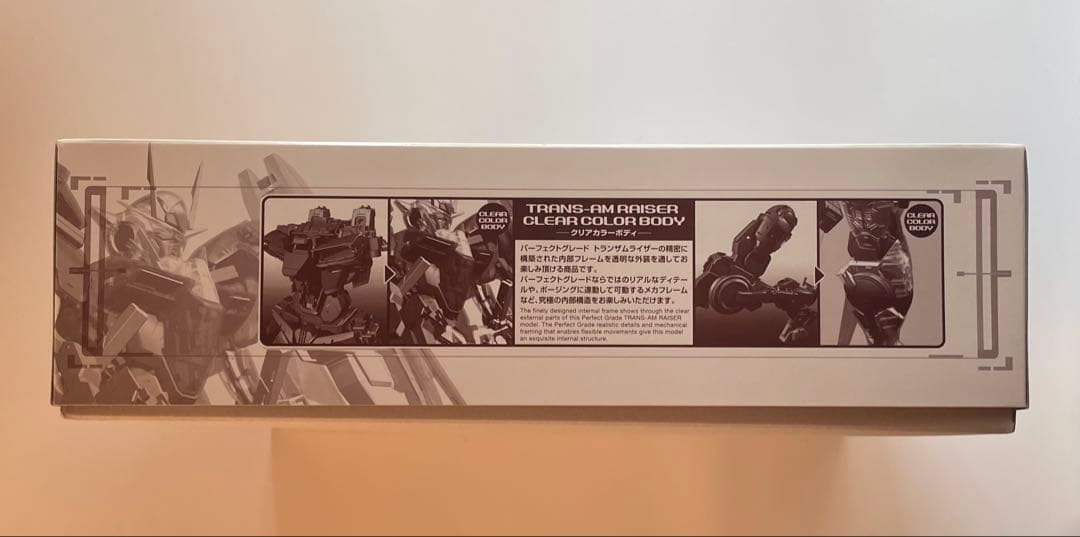 CLEAR
COLOR
BODY
TRANS-AM RAISER
CLEAR COLOR BODY
クリアカラーボディ
パーフェクトグレード トランザムライザーの精密に
構築された内部フレームを透明な外装を通してお
楽しみ頂ける商品です。
パーフェクトグレードならではのリアルなディテー
ルや、ポージングに連動して可動するメカフレーム
など、究極の内部構造をお楽しみいただけます。
The finely designed internal frame shows through the clear
external parts of this Perfect Grade TRANS-AM RAISER
model. The Perfect Grade realistic details and mechanical
framing that enables flexible movements give this model
an exquisite internal structure.
CLEAR
COLOR
BODY